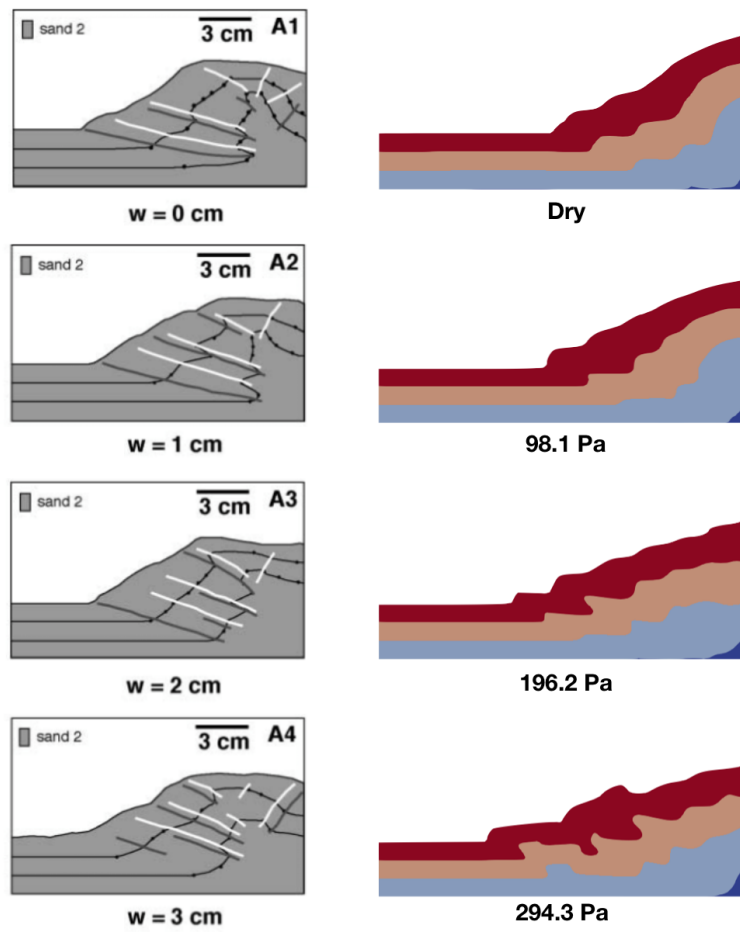 sand 2
3 cm
A1
w = 0 cm
Dry
sand 2
3 cm
A2
w = 1 cm
98.1 Pa
sand 2
3 cm
A3
w = 2 cm
196.2 Pa
sand 2
3 cm
A4
w = 3 cm
294.3 Pa